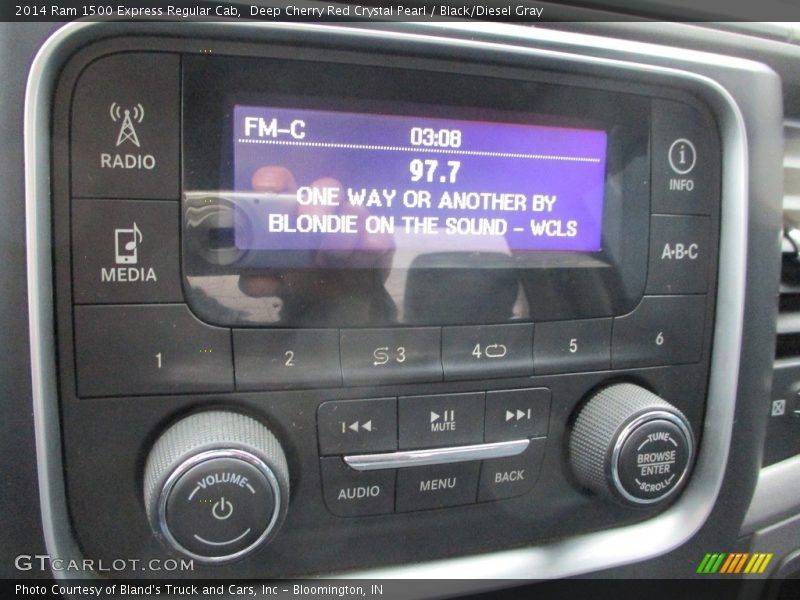 2014 Ram 1500 Express Regular Cab, Deep Cherry Red Crystal Pearl / Black/Diesel Gray
RADIO
FM-C
03:08
97.7
ONE WAY OR ANOTHER BY
BLONDIE ON THE SOUND - WCLS
i
INFO
MEDIA
A·B·C
1
2
3
4
5
6
MUTE
VOLUME
AUDIO
MENU
BACK
TUNE
BROWSE
ENTER
SCROLL
GTCARLOT.COM
Photo Courtesy of Bland's Truck and Cars, Inc – Bloomington, IN